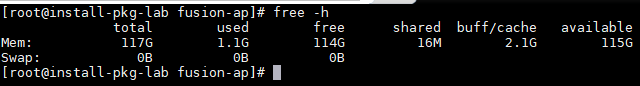 [root@install-pkg-lab fusion-ap]# free -h
total used free shared buff/cache available
Mem: 117G 1.1G 114G 16M 2.1G 115G
Swap: 0B 0B 0B
[root@install-pkg-lab fusion-ap]#